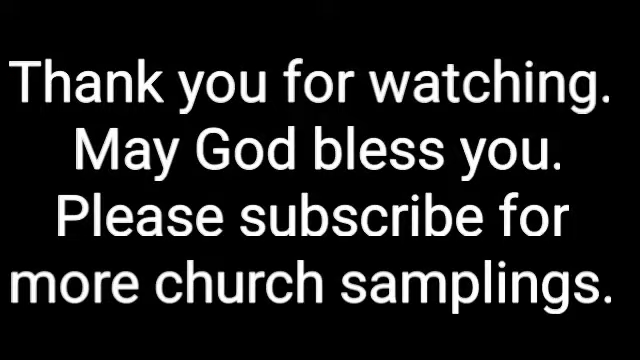 Thank you for watching.
May God bless you.
Please subscribe for
more church samplings.